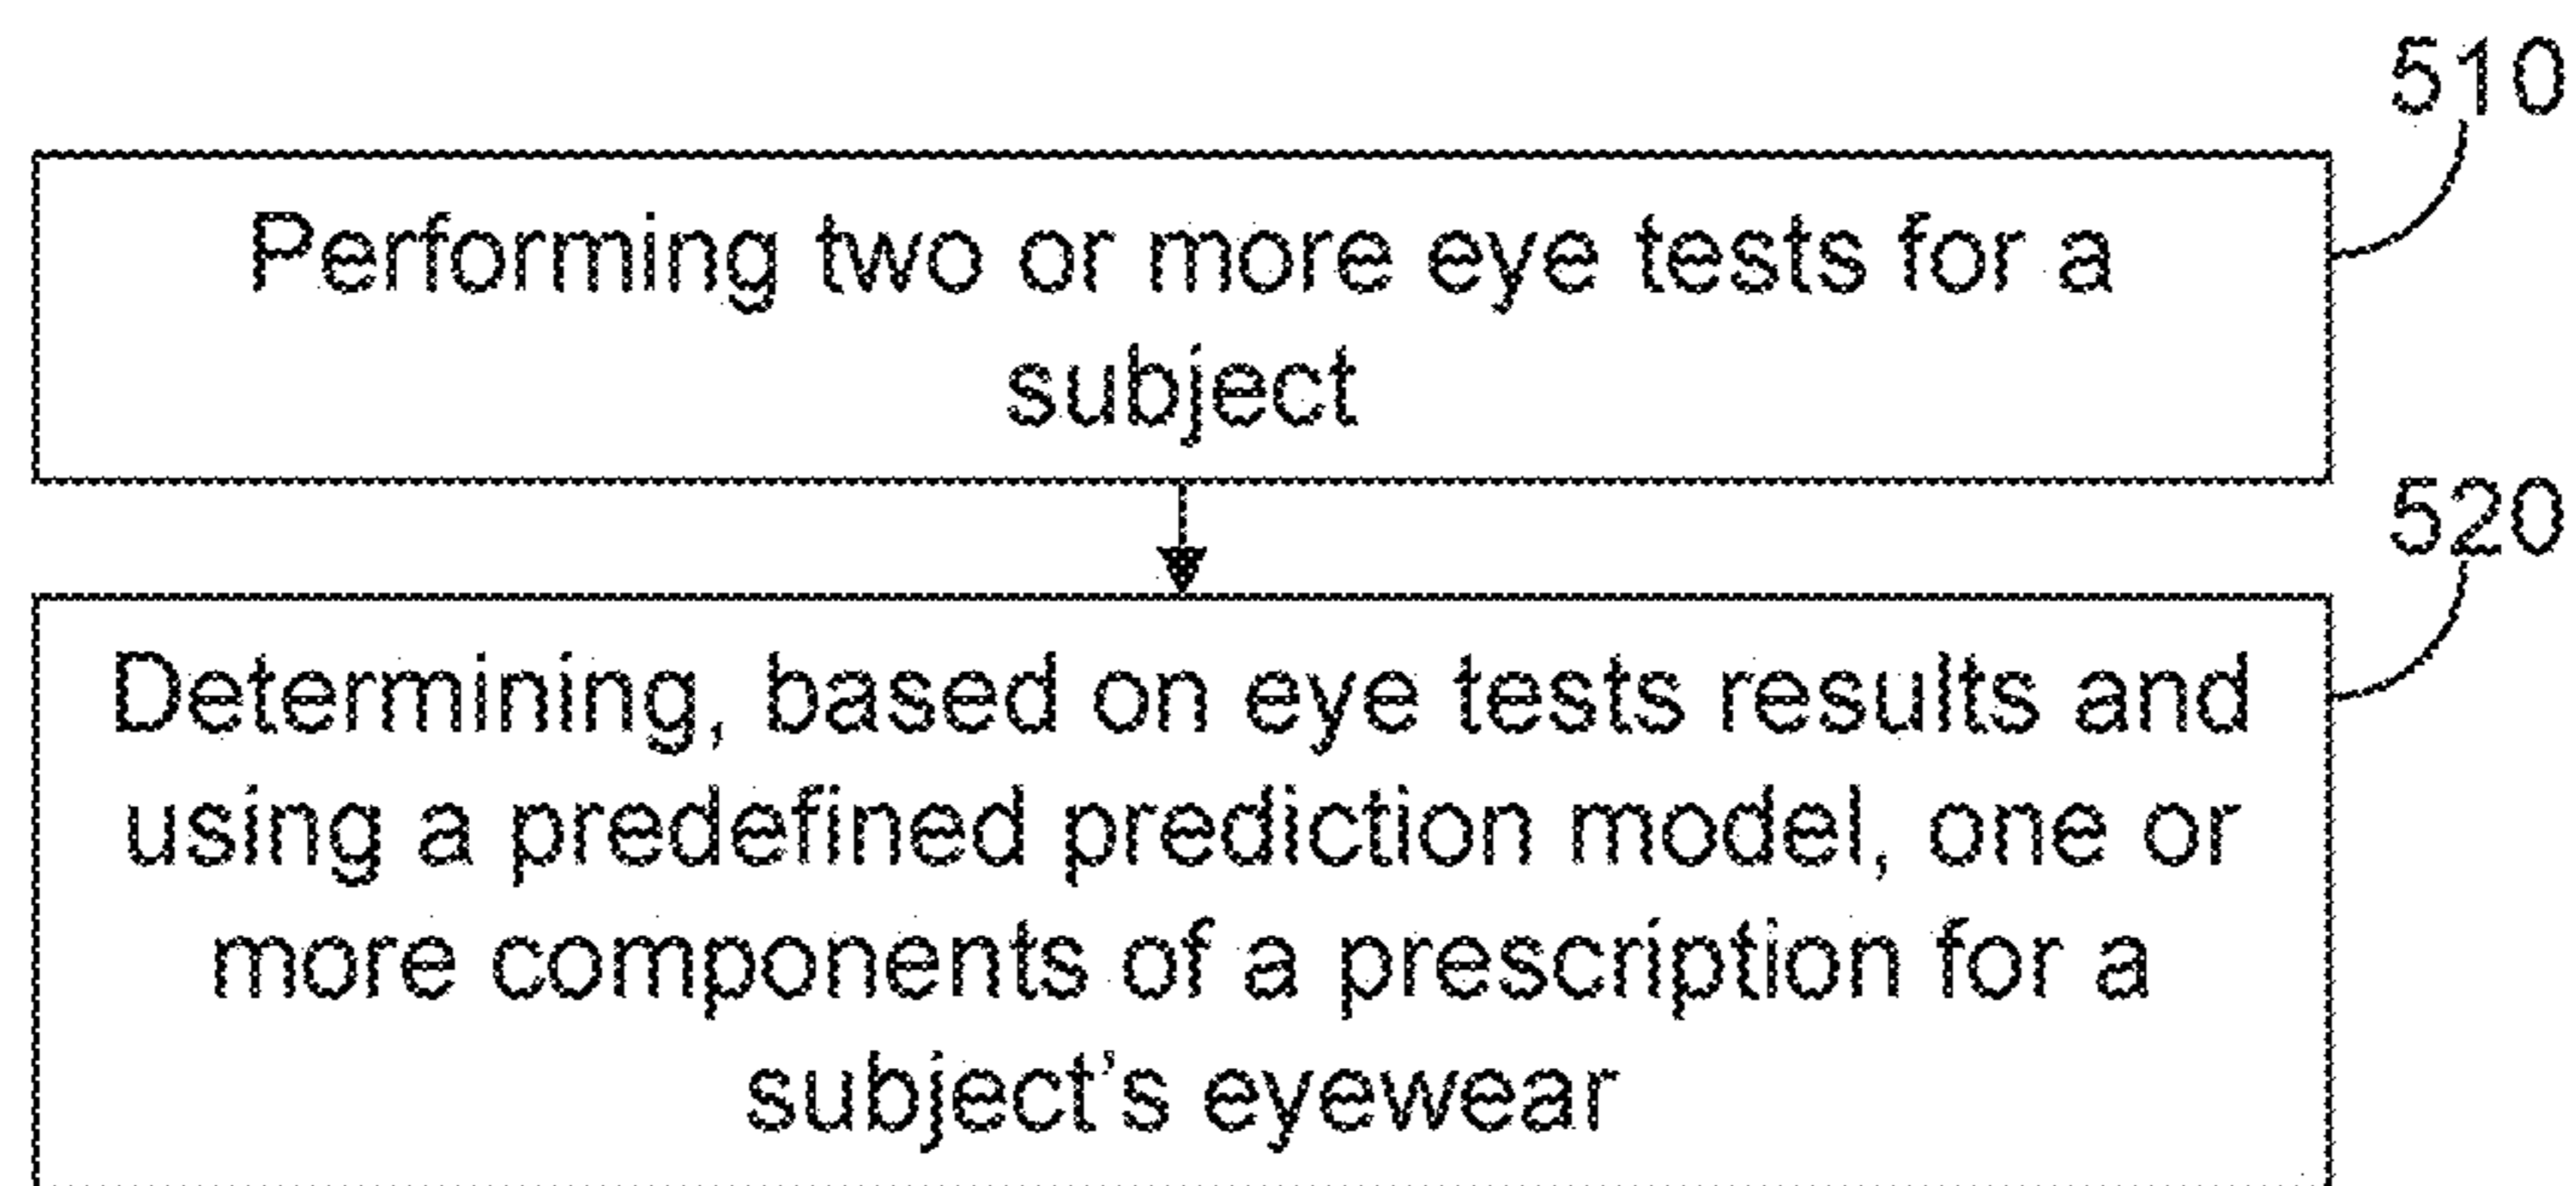 510
Performing two or more eye tests for a
subject
520
Determining, based on eye tests results and
using a predefined prediction model, one or
more components of a prescription for a
subject's eyewear